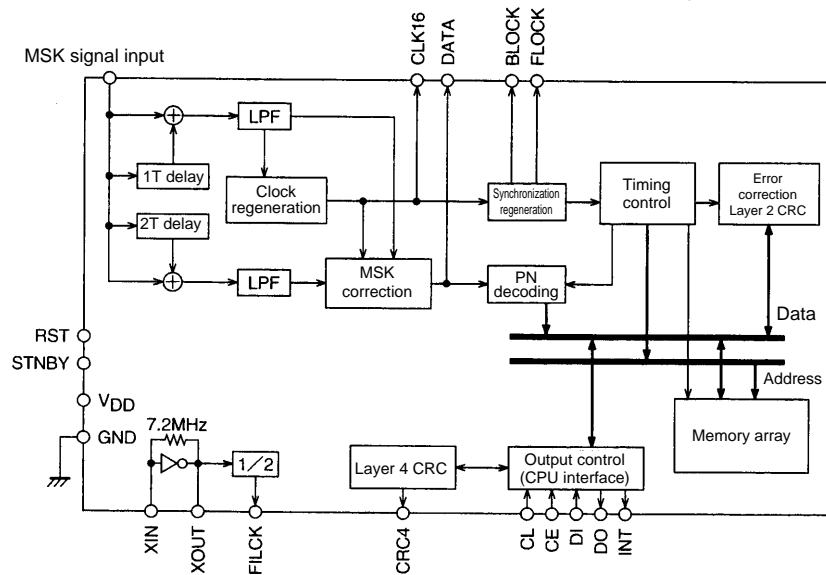 CLK16
DATA
BLOCK
FLOCK
MSK signal input
LPF
1T delay
Clock
regeneration
Synchronization
regeneration
Timing
control
Error
correction
Layer 2 CRC
2T delay
LPF
MSK
correction
PN
decoding
Data
RST
STNBY
Address
VDD
7.2MHz
GND
1/2
Layer 4 CRC
Output control
(CPU interface)
Memory array
XIN
XOUT
FILCK
CRC4
CL
CE
DI
DO
INT